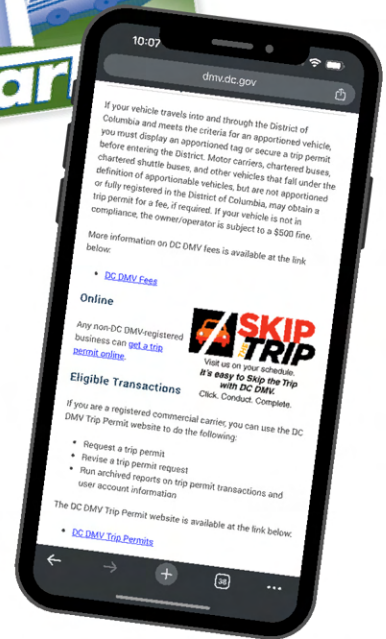 ar
10:07
dmv.dc.gov
If your vehicle travels into and through the District of
Columbia and meets the criteria for an apportioned vehicle,
you must display an apportioned tag or secure a trip permit
before entering the District. Motor carriers, chartered buses,
chartered shuttle buses, and other vehicles that fall under the
definition of apportionable vehicles, but are not apportioned
or fully registered in the District of Columbia, may obtain a
trip permit for a fee, if required. If your vehicle is not in
compliance, the owner/operator is subject to a $500 fine.
More information on DC DMV fees is available at the link
below:
• DC DMV Fees
Online
Any non-DC DMV-registered
business can get a trip
permit online.
SKIP
THE
TRIP
Visit us on your schedule.
It's easy to Skip the Trip
with DC DMV.
Click. Conduct. Complete.
Eligible Transactions
If you are a registered commercial carrier, you can use the DC
DMV Trip Permit website to do the following:
• Request a trip permit
• Revise a trip permit request
• Run archived reports on trip permit transactions and
user account information
The DC DMV Trip Permit website is available at the link below:
• DC DMV Trip Permits
38